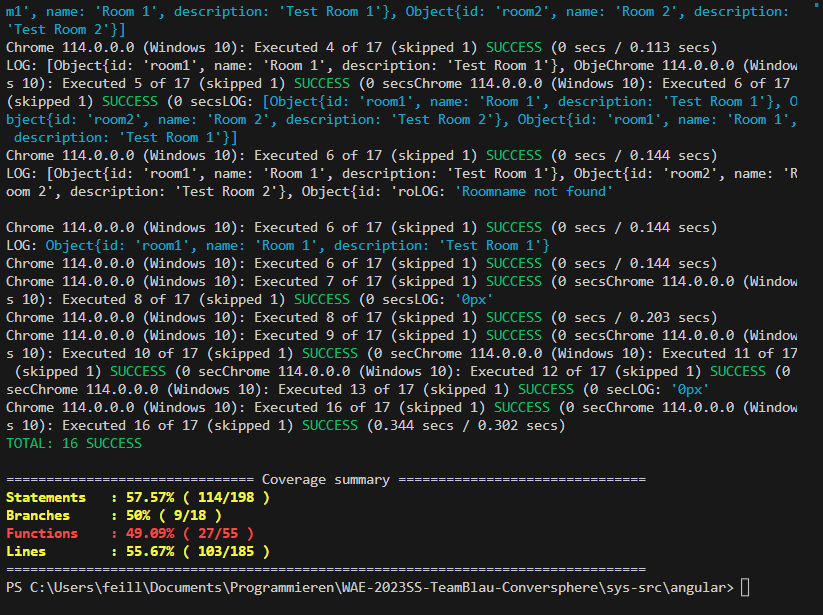 m1', name: 'Room 1', description: 'Test Room 1'}, Object{id: 'room2', name: 'Room 2', description:
'Test Room 2'}]
Chrome 114.0.0.0 (Windows 10): Executed 4 of 17 (skipped 1) SUCCESS (0 secs / 0.113 secs)
LOG: [Object{id: 'room1', name: 'Room 1', description: 'Test Room 1'}, ObjeChrome 114.0.0.0 (Window
s 10): Executed 5 of 17 (skipped 1) SUCCESS (0 secsChrome 114.0.0.0 (Windows 10): Executed 6 of 17
(skipped 1) SUCCESS (0 secsLOG: [Object{id: 'room1', name: 'Room 1', description: 'Test Room 1'}, O
bject{id: 'room2', name: 'Room 2', description: 'Test Room 2'}, Object{id: 'room1', name: 'Room 1',
 description: 'Test Room 1'}]
Chrome 114.0.0.0 (Windows 10): Executed 6 of 17 (skipped 1) SUCCESS (0 secs / 0.144 secs)
LOG: [Object{id: 'room1', name: 'Room 1', description: 'Test Room 1'}, Object{id: 'room2', name: 'R
oom 2', description: 'Test Room 2'}, Object{id: 'roLOG: 'Roomname not found'

Chrome 114.0.0.0 (Windows 10): Executed 6 of 17 (skipped 1) SUCCESS (0 secs / 0.144 secs)
LOG: Object{id: 'room1', name: 'Room 1', description: 'Test Room 1'}
Chrome 114.0.0.0 (Windows 10): Executed 6 of 17 (skipped 1) SUCCESS (0 secs / 0.144 secs)
Chrome 114.0.0.0 (Windows 10): Executed 7 of 17 (skipped 1) SUCCESS (0 secsChrome 114.0.0.0 (Window
s 10): Executed 8 of 17 (skipped 1) SUCCESS (0 secsLOG: '0px'
Chrome 114.0.0.0 (Windows 10): Executed 8 of 17 (skipped 1) SUCCESS (0 secs / 0.203 secs)
Chrome 114.0.0.0 (Windows 10): Executed 9 of 17 (skipped 1) SUCCESS (0 secsChrome 114.0.0.0 (Window
s 10): Executed 10 of 17 (skipped 1) SUCCESS (0 secChrome 114.0.0.0 (Windows 10): Executed 11 of 17
 (skipped 1) SUCCESS (0 secChrome 114.0.0.0 (Windows 10): Executed 12 of 17 (skipped 1) SUCCESS (0
secChrome 114.0.0.0 (Windows 10): Executed 13 of 17 (skipped 1) SUCCESS (0 secLOG: '0px'
Chrome 114.0.0.0 (Windows 10): Executed 16 of 17 (skipped 1) SUCCESS (0 secChrome 114.0.0.0 (Window
s 10): Executed 16 of 17 (skipped 1) SUCCESS (0.344 secs / 0.302 secs)
TOTAL: 16 SUCCESS

=============================== Coverage summary ===============================
Statements   : 57.57% ( 114/198 )
Branches     : 50% ( 9/18 )
Functions    : 49.09% ( 27/55 )
Lines        : 55.67% ( 103/185 )
================================================================================
PS C:\Users\feill\Documents\Programmieren\WAE-2023SS-TeamBlau-Conversphere\sys-src\angular>